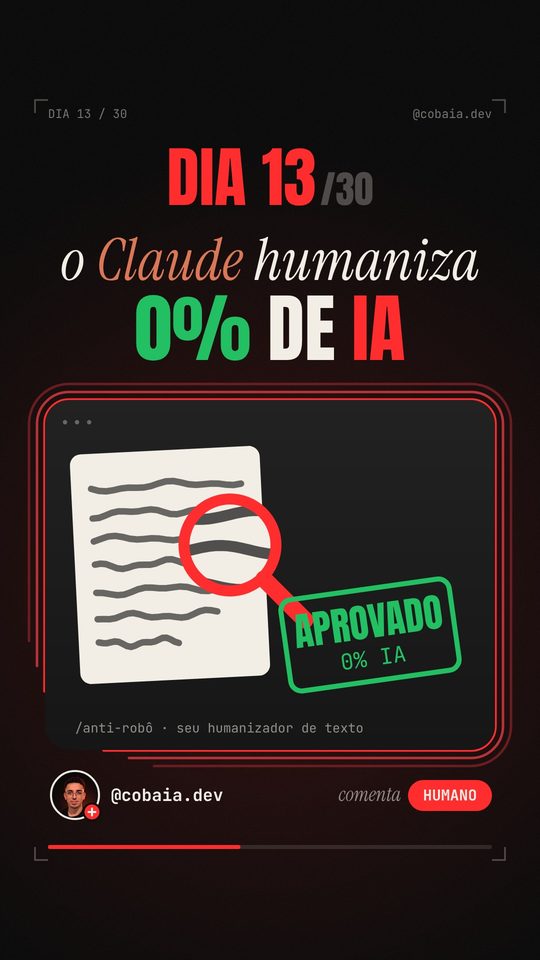 DIA 13 / 30
@cobaia.dev
DIA 13/30
o Claude humaniza
0% DE IA
APROVADO
0% IA
/anti-robô · seu humanizador de texto
@cobaia.dev
comenta HUMANO